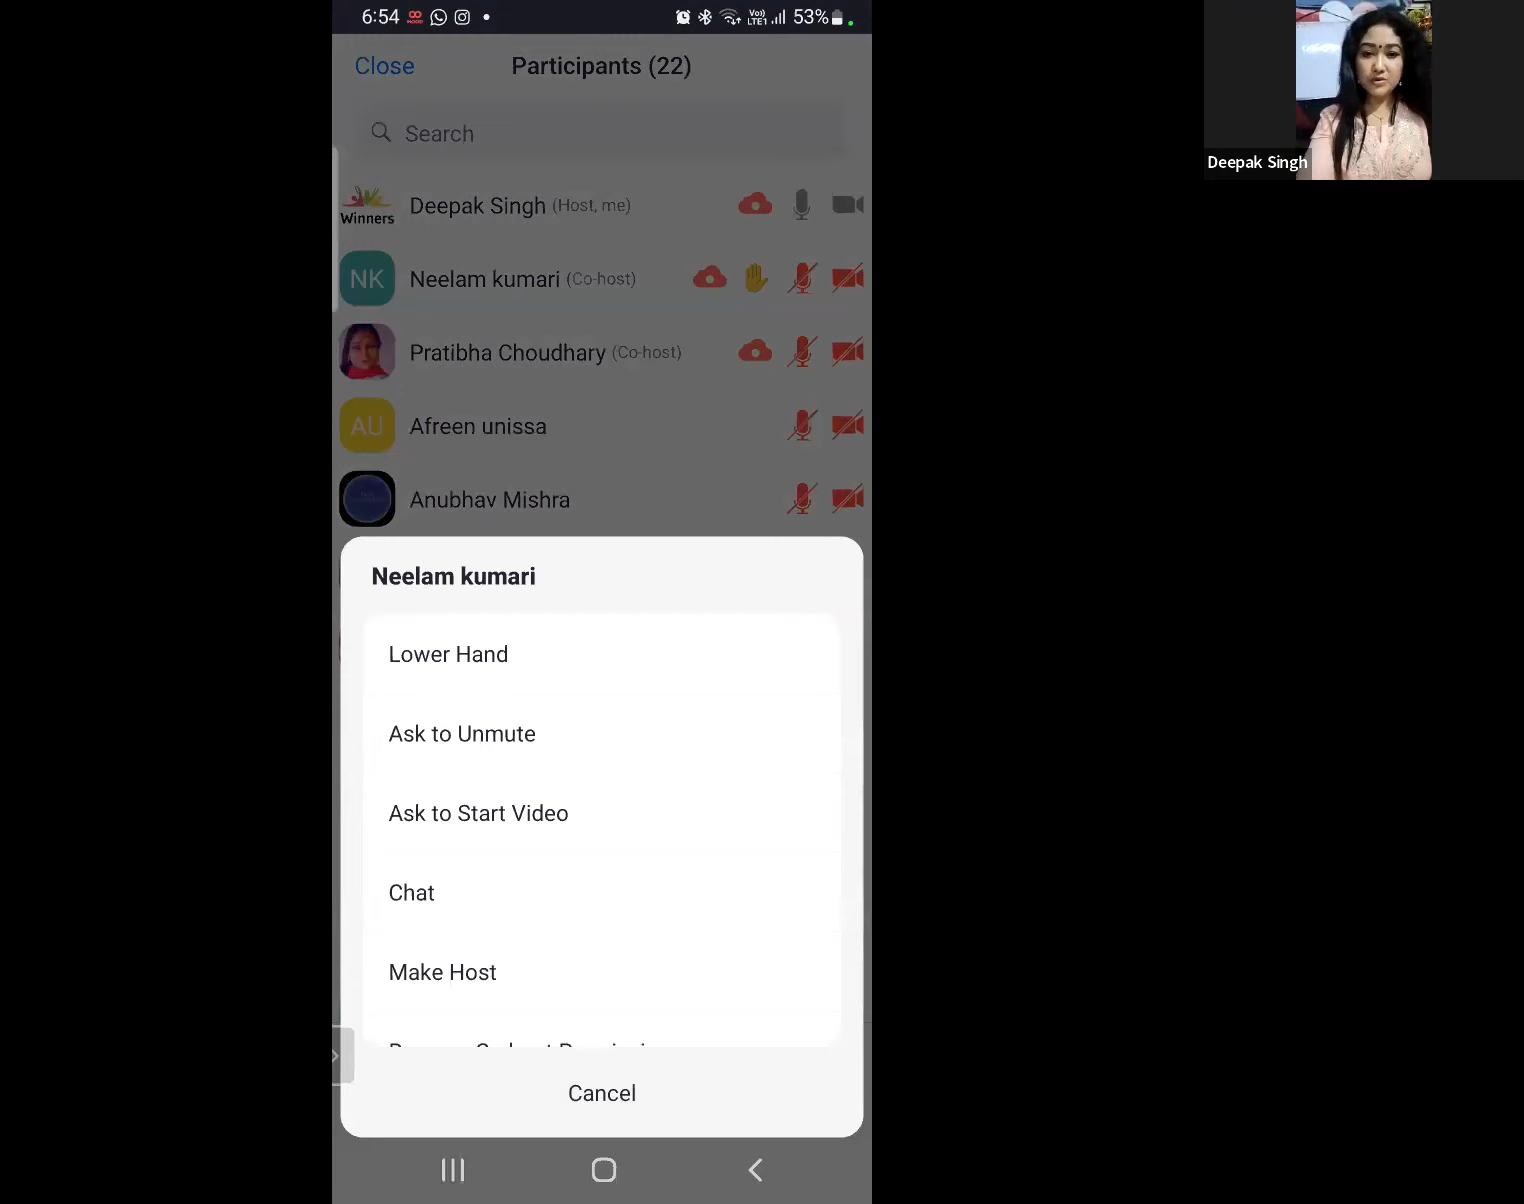 6:54
Vo))
LTE1
53%
Close
Participants (22)
Search
Winners
Deepak Singh (Host, me)
NK
Neelam kumari (Co-host)
Pratibha Choudhary (Co-host)
AU
Afreen unissa
Anubhav Mishra
Neelam kumari
Lower Hand
Ask to Unmute
Ask to Start Video
Chat
Make Host
Cancel
Deepak Singh